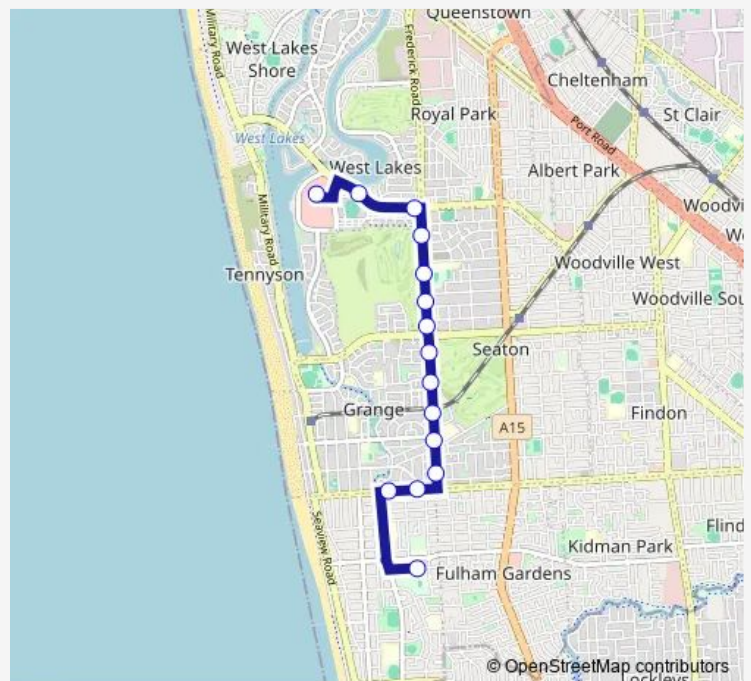 Queenstown
Military Road
West Lakes
Shore
Frederick Road
Cheltenham
Royal Park
St Clair
Port Road
West Lakes
West Lakes
Albert Park
Military Road
Woodvi
Tennyson
Woodville West
Woodville Sou
Seaton
Grange
Findon
A15
Seaview Road
Flind
Kidman Park
Fulham Gardens
© OpenStreetMap contributors
Lockleys